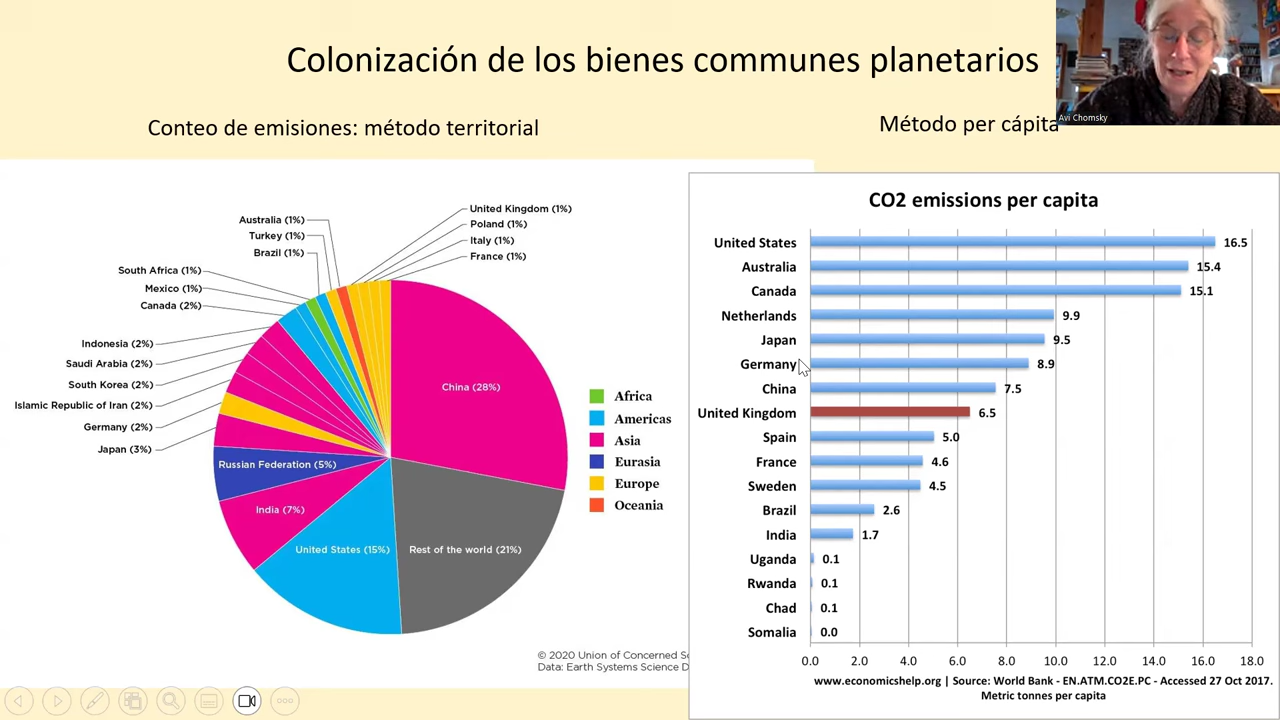 Colonización de los bienes communes planetarios
Avi Chomsky
Conteo de emisiones: método territorial
Método per cápita
United Kingdom (1%)
Poland (1%)
Italy (1%)
France (1%)
Australia (1%)
Turkey (1%)
Brazil (1%)
South Africa (1%)
Mexico (1%)
Canada (2%)
Indonesia (2%)
Saudi Arabia (2%)
South Korea (2%)
Islamic Republic of Iran (2%)
Germany (2%)
Japan (3%)
Russian Federation (5%)
India (7%)
United States (15%)
Rest of the world (21%)
China (28%)
Africa
Americas
Asia
Eurasia
Europe
Oceania
© 2020 Union of Concerned
Data: Earth Systems Science
CO2 emissions per capita
United States 16.5
Australia 15.4
Canada 15.1
Netherlands 9.9
Japan 9.5
Germany 8.9
China 7.5
United Kingdom 6.5
Spain 5.0
France 4.6
Sweden 4.5
Brazil 2.6
India 1.7
Uganda 0.1
Rwanda 0.1
Chad 0.1
Somalia 0.0
0.0 2.0 4.0 6.0 8.0 10.0 12.0 14.0 16.0 18.0
www.economicshelp.org | Source: World Bank - EN.ATM.CO2E.PC - Accessed 27 Oct 2017.
Metric tonnes per capita